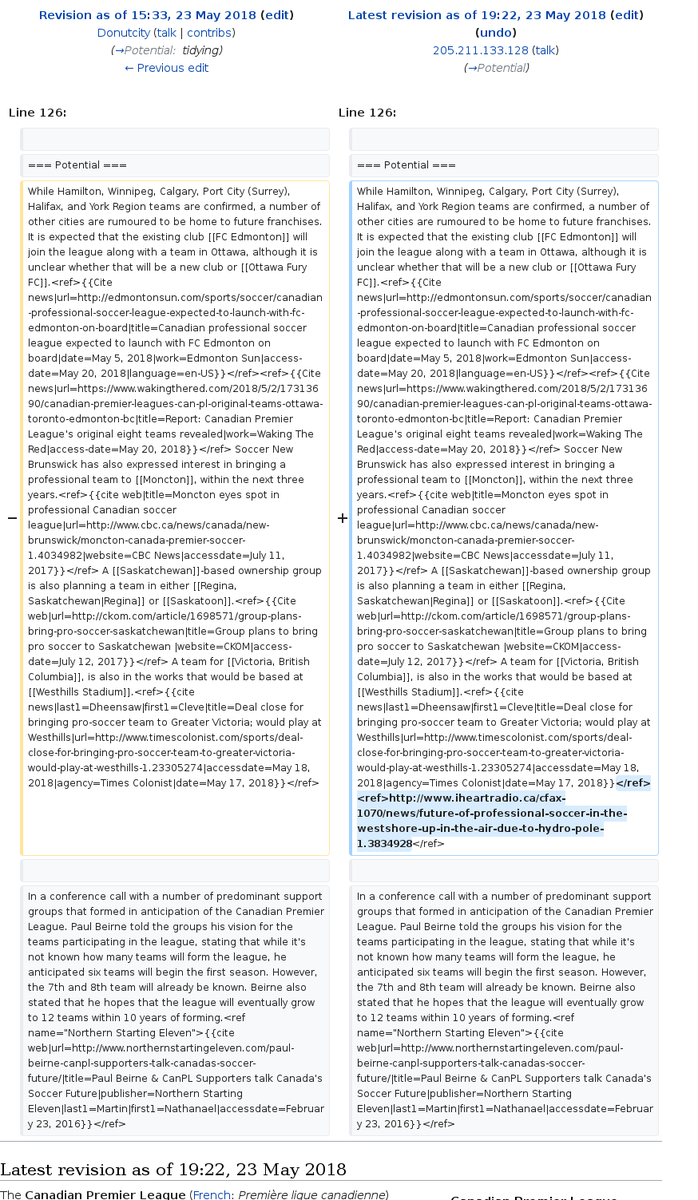 Revision as of 15:33, 23 May 2018 (edit)
Donutcity (talk | contribs)
(→Potential: tidying)
← Previous edit
Latest revision as of 19:22, 23 May 2018 (edit)
(undo)
205.211.133.128 (talk)
(→Potential)
Line 126:
Line 126:
=== Potential ===
=== Potential ===
−
While Hamilton, Winnipeg, Calgary, Port City (Surrey),
Halifax, and York Region teams are confirmed, a number of
other cities are rumoured to be home to future franchises.
It is expected that the existing club [[FC Edmonton]] will
join the league along with a team in Ottawa, although it is
unclear whether that will be a new club or [[Ottawa Fury
FC]].<ref>{{Cite
news|url=http://edmontonsun.com/sports/soccer/canadian
-professional-soccer-league-expected-to-launch-with-fc-
edmonton-on-board|title=Canadian professional soccer
league expected to launch with FC Edmonton on
board|date=May 5, 2018|work=Edmonton Sun|access-
date=May 20, 2018|language=en-US}}</ref><ref>{{Cite
news|url=https://www.wakingthered.com/2018/5/2/173136
90/canadian-premier-leagues-can-pl-original-teams-ottawa-
toronto-edmonton-bc|title=Report: Canadian Premier
League's original eight teams revealed|work=Waking The
Red|access-date=May 20, 2018}}</ref> Soccer New
Brunswick has also expressed interest in bringing a
professional team to [[Moncton]], within the next three
years.<ref>{{cite web|title=Moncton eyes spot in
professional Canadian soccer
league|url=http://www.cbc.ca/news/canada/new-
brunswick/moncton-canada-premier-soccer-
1.4034982|website=CBC News|accessdate=July 11,
2017}}</ref> A [[Saskatchewan]]-based ownership group
is also planning a team in either [[Regina,
Saskatchewan|Regina]] or [[Saskatoon]].<ref>{{Cite
web|url=http://ckom.com/article/1698571/group-plans-
bring-pro-soccer-saskatchewan|title=Group plans to bring
pro soccer to Saskatchewan |website=CKOM|access-
date=July 12, 2017}}</ref> A team for [[Victoria, British
Columbia]], is also in the works that would be based at
[[Westhills Stadium]].<ref>{{cite
news|last1=Dheensaw|first1=Cleve|title=Deal close for
bringing pro-soccer team to Greater Victoria; would play at
Westhills|url=http://www.timescolonist.com/sports/deal-
close-for-bringing-pro-soccer-team-to-greater-victoria-
would-play-at-westhills-1.23305274|accessdate=May 18,
2018|agency=Times Colonist|date=May 17, 2018}}</ref>
+
While Hamilton, Winnipeg, Calgary, Port City (Surrey),
Halifax, and York Region teams are confirmed, a number of
other cities are rumoured to be home to future franchises.
It is expected that the existing club [[FC Edmonton]] will
join the league along with a team in Ottawa, although it is
unclear whether that will be a new club or [[Ottawa Fury
FC]].<ref>{{Cite
news|url=http://edmontonsun.com/sports/soccer/canadian
-professional-soccer-league-expected-to-launch-with-fc-
edmonton-on-board|title=Canadian professional soccer
league expected to launch with FC Edmonton on
board|date=May 5, 2018|work=Edmonton Sun|access-
date=May 20, 2018|language=en-US}}</ref><ref>{{Cite
news|url=https://www.wakingthered.com/2018/5/2/173136
90/canadian-premier-leagues-can-pl-original-teams-ottawa-
toronto-edmonton-bc|title=Report: Canadian Premier
League's original eight teams revealed|work=Waking The
Red|access-date=May 20, 2018}}</ref> Soccer New
Brunswick has also expressed interest in bringing a
professional team to [[Moncton]], within the next three
years.<ref>{{cite web|title=Moncton eyes spot in
professional Canadian soccer
league|url=http://www.cbc.ca/news/canada/new-
brunswick/moncton-canada-premier-soccer-
1.4034982|website=CBC News|accessdate=July 11,
2017}}</ref> A [[Saskatchewan]]-based ownership group
is also planning a team in either [[Regina,
Saskatchewan|Regina]] or [[Saskatoon]].<ref>{{Cite
web|url=http://ckom.com/article/1698571/group-plans-
bring-pro-soccer-saskatchewan|title=Group plans to bring
pro soccer to Saskatchewan |website=CKOM|access-
date=July 12, 2017}}</ref> A team for [[Victoria, British
Columbia]], is also in the works that would be based at
[[Westhills Stadium]].<ref>{{cite
news|last1=Dheensaw|first1=Cleve|title=Deal close for
bringing pro-soccer team to Greater Victoria; would play at
Westhills|url=http://www.timescolonist.com/sports/deal-
close-for-bringing-pro-soccer-team-to-greater-victoria-
would-play-at-westhills-1.23305274|accessdate=May 18,
2018|agency=Times Colonist|date=May 17, 2018}}</ref>
<ref>http://www.iheartradio.ca/cfax-
1070/news/future-of-professional-soccer-in-the-
westshore-up-in-the-air-due-to-hydro-pole-
1.3834928</ref>
In a conference call with a number of predominant support
groups that formed in anticipation of the Canadian Premier
League. Paul Beirne told the groups his vision for the
teams participating in the league, stating that while it's
not known how many teams will form the league, he
anticipated six teams will begin the first season. However,
the 7th and 8th team will already be known. Beirne also
stated that he hopes that the league will eventually grow
to 12 teams within 10 years of forming.<ref
name="Northern Starting Eleven">{{cite
web|url=http://www.northernstartingeleven.com/paul-
beirne-canpl-supporters-talk-canadas-soccer-
future/|title=Paul Beirne & CanPL Supporters talk Canada's
Soccer Future|publisher=Northern Starting
Eleven|last1=Martin|first1=Nathanael|accessdate=Februar
y 23, 2016}}</ref>
In a conference call with a number of predominant support
groups that formed in anticipation of the Canadian Premier
League. Paul Beirne told the groups his vision for the
teams participating in the league, stating that while it's
not known how many teams will form the league, he
anticipated six teams will begin the first season. However,
the 7th and 8th team will already be known. Beirne also
stated that he hopes that the league will eventually grow
to 12 teams within 10 years of forming.<ref
name="Northern Starting Eleven">{{cite
web|url=http://www.northernstartingeleven.com/paul-
beirne-canpl-supporters-talk-canadas-soccer-
future/|title=Paul Beirne & CanPL Supporters talk Canada's
Soccer Future|publisher=Northern Starting
Eleven|last1=Martin|first1=Nathanael|accessdate=Februar
y 23, 2016}}</ref>
Latest revision as of 19:22, 23 May 2018
The Canadian Premier League (French: Première ligue canadienne)
Canadian Premier League